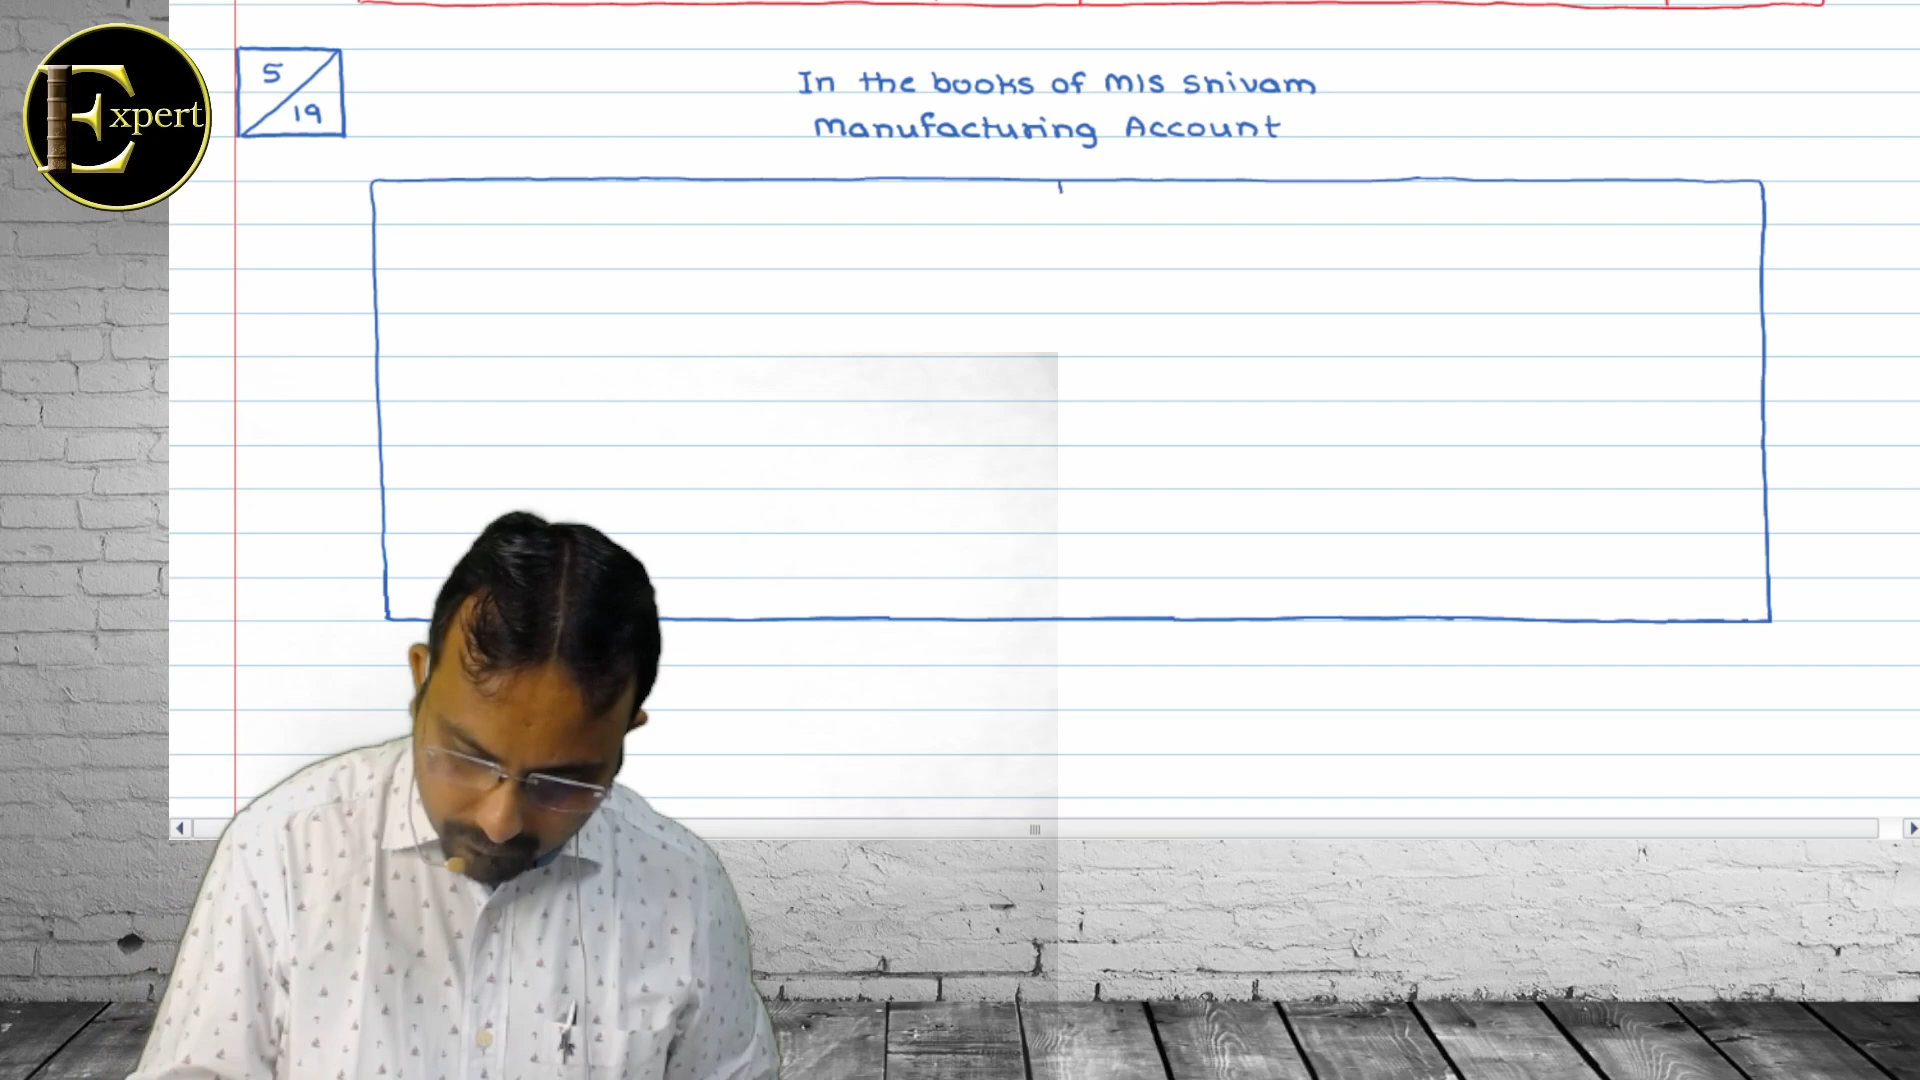 Expert
5
19
In the books of M/S Shivam
Manufacturing Account